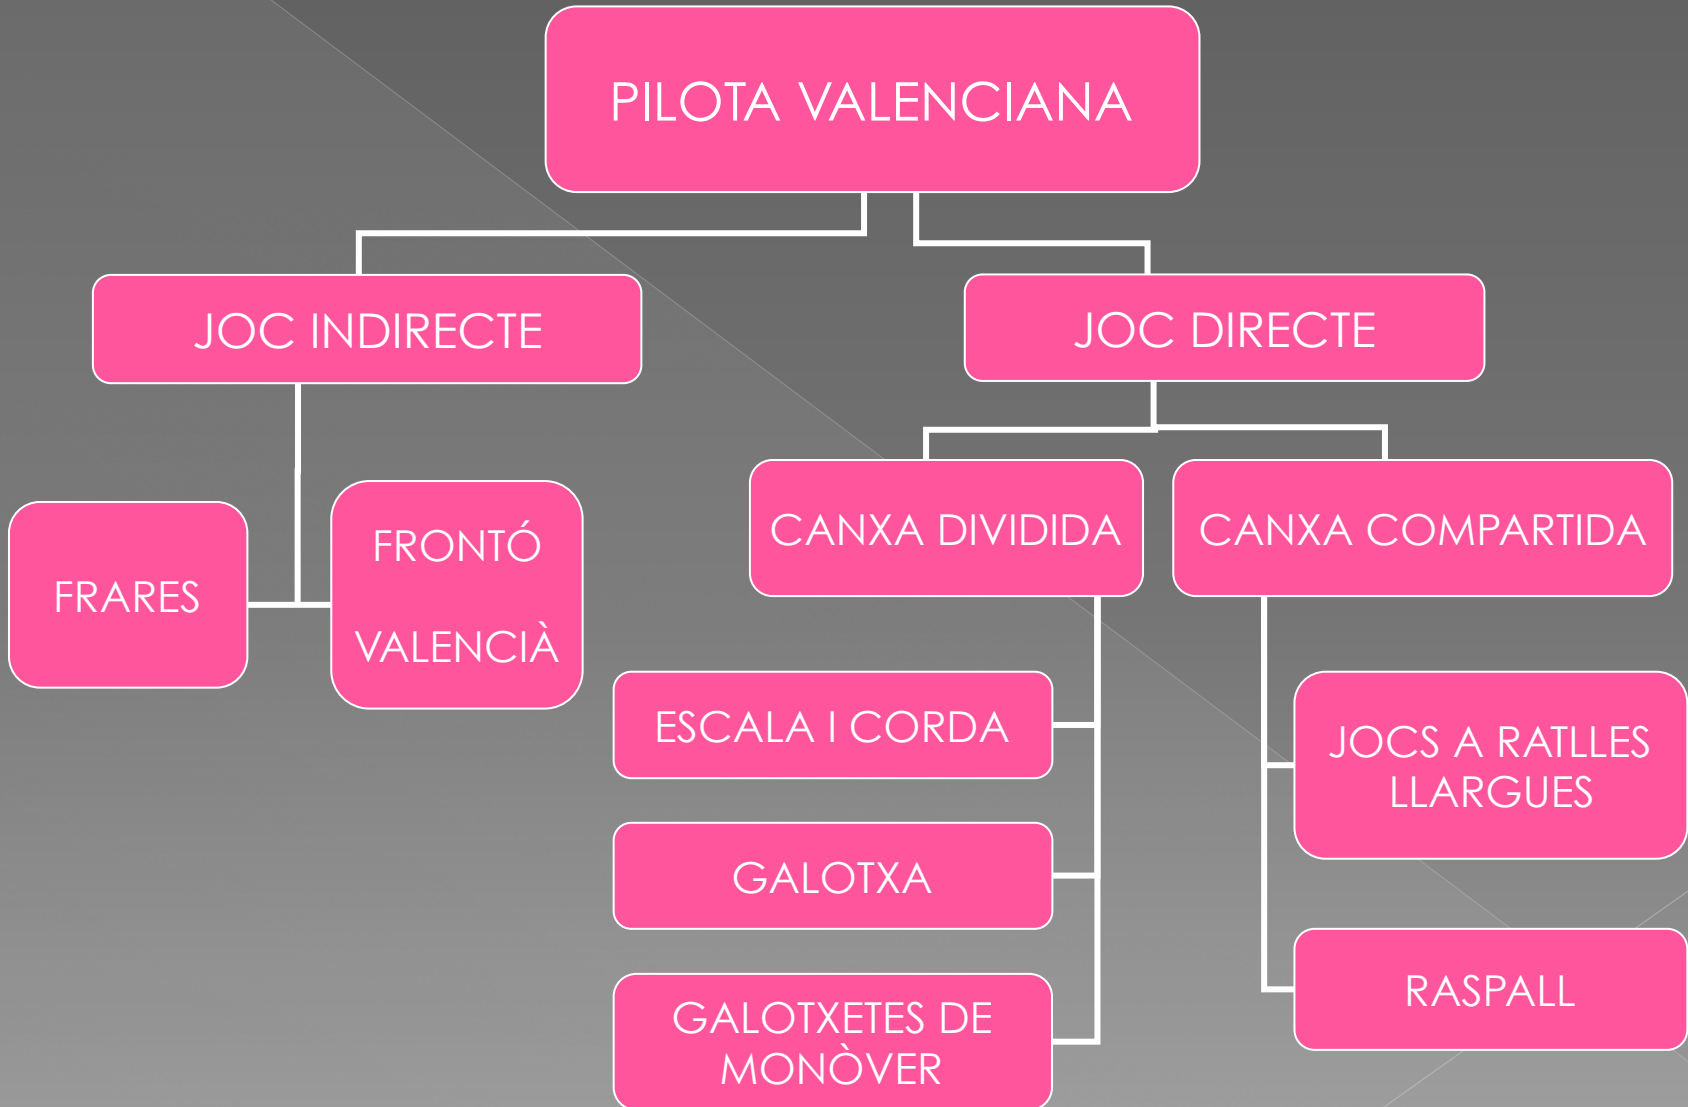 PILOTA VALENCIANA
JOC INDIRECTE
JOC DIRECTE
FRARES
FRONTÓ
VALENCIÀ
CANXA DIVIDIDA
CANXA COMPARTIDA
ESCALA I CORDA
GALOTXA
GALOTXETES DE
MONÒVER
JOCS A RATLLES
LLARGUES
RASPALL